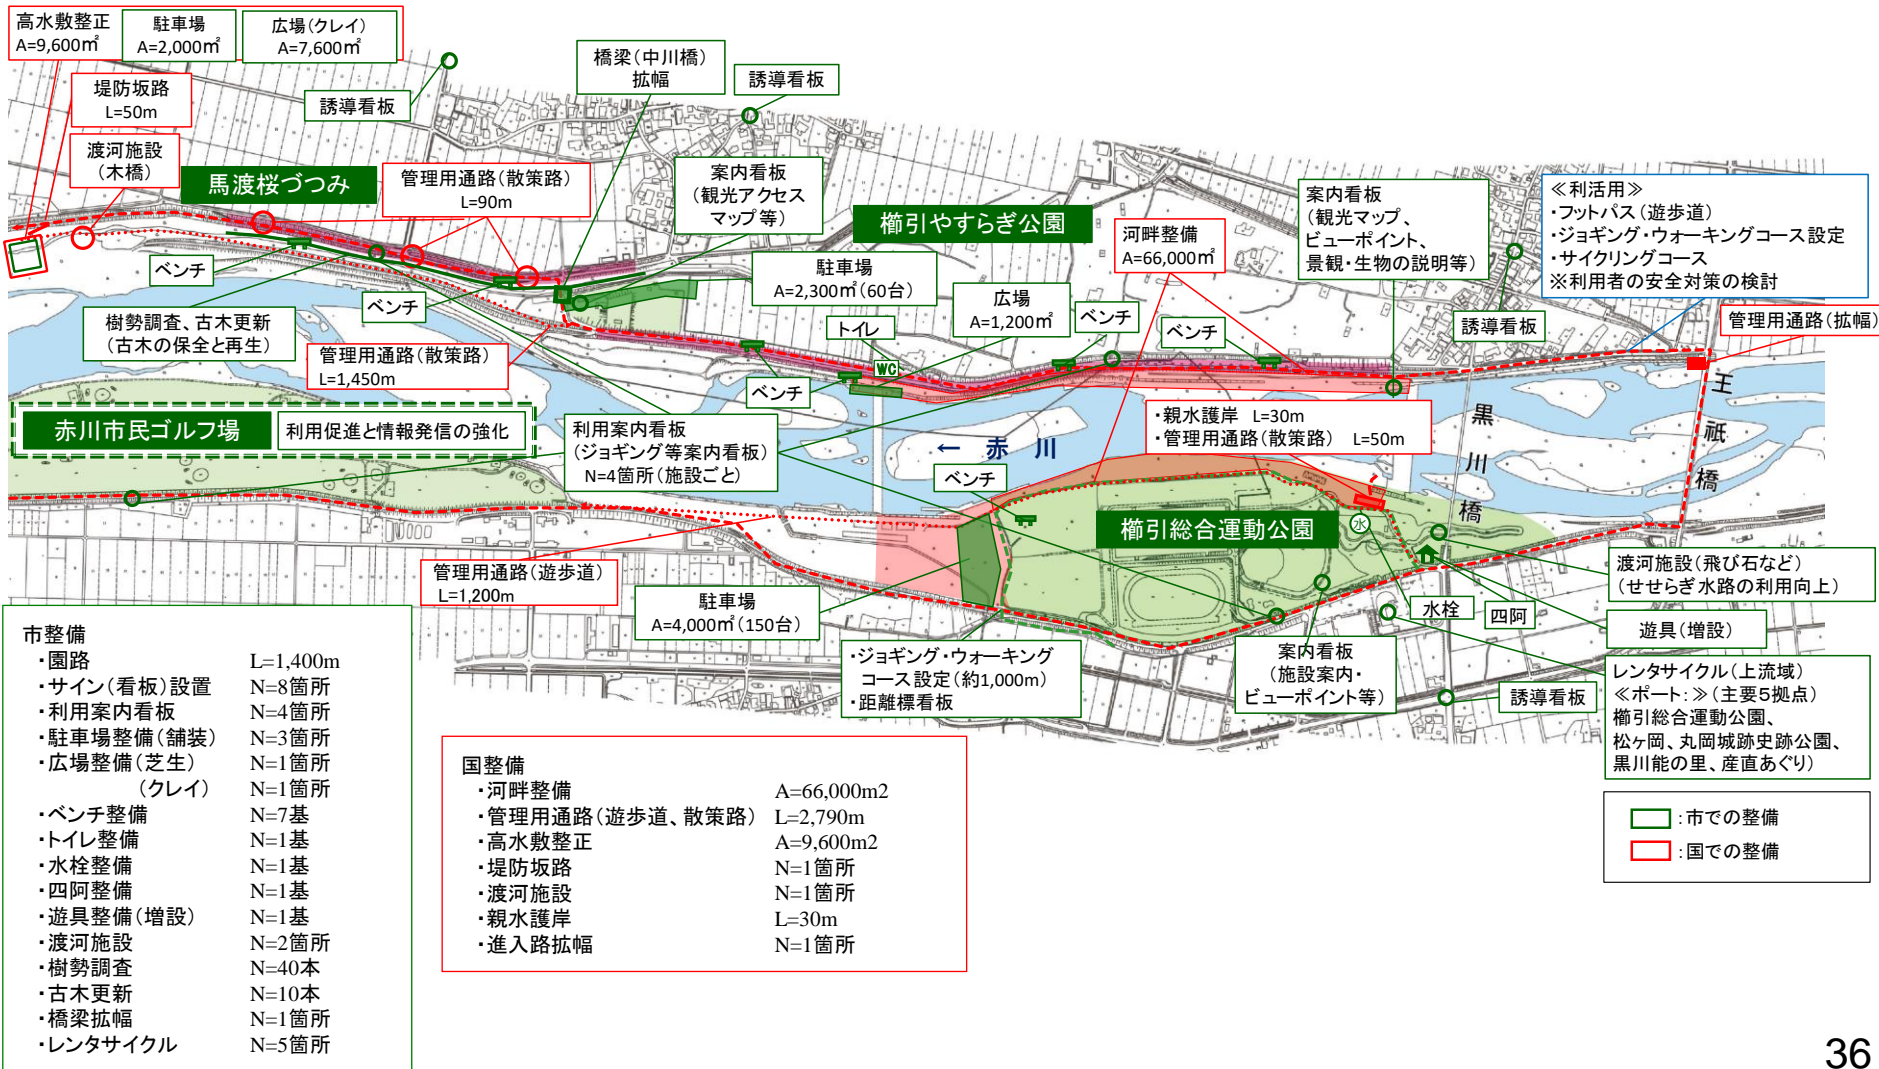 高水敷整正
A=9,600㎡
駐車場
A=2,000㎡
広場(クレイ)
A=7,600㎡
堤防坂路
L=50m
誘導看板
橋梁(中川橋)
拡幅
誘導看板
渡河施設
(木橋)
馬渡桜づつみ
管理用通路(散策路)
L=90m
案内看板
(観光アクセス
マップ等)
櫛引やすらぎ公園
河畔整備
A=66,000㎡
案内看板
(観光マップ、
ビューポイント、
景観・生物の説明等)
≪利活用≫
・フットパス(遊歩道)
・ジョギング・ウォーキングコース設定
・サイクリングコース
※利用者の安全対策の検討
ベンチ
ベンチ
駐車場
A=2,300㎡(60台)
広場
A=1,200㎡
ベンチ
ベンチ
誘導看板
管理用通路(拡幅)
樹勢調査、古木更新
(古木の保全と再生)
管理用通路(散策路)
L=1,450m
トイレ
WC
ベンチ
赤川市民ゴルフ場
利用促進と情報発信の強化
利用案内看板
(ジョギング等案内看板)
N=4箇所(施設ごと)
← 赤 川
・親水護岸 L=30m
・管理用通路(散策路) L=50m
黒川橋
王祇橋
ベンチ
櫛引総合運動公園
水
管理用通路(遊歩道)
L=1,200m
駐車場
A=4,000㎡(150台)
・ジョギング・ウォーキング
コース設定(約1,000m)
・距離標看板
案内看板
(施設案内・
ビューポイント等)
水栓
四阿
渡河施設(飛び石など)
(せせらぎ水路の利用向上)
遊具(増設)
誘導看板
レンタサイクル(上流域)
≪ポート:≫(主要5拠点)
櫛引総合運動公園、
松ヶ岡、丸岡城跡史跡公園、
黒川能の里、産直あぐり)
市整備
・園路 L=1,400m
・サイン(看板)設置 N=8箇所
・利用案内看板 N=4箇所
・駐車場整備(舗装) N=3箇所
・広場整備(芝生) N=1箇所
(クレイ) N=1箇所
・ベンチ整備 N=7基
・トイレ整備 N=1基
・水栓整備 N=1基
・四阿整備 N=1基
・遊具整備(増設) N=1基
・渡河施設 N=2箇所
・樹勢調査 N=40本
・古木更新 N=10本
・橋梁拡幅 N=1箇所
・レンタサイクル N=5箇所
国整備
・河畔整備 A=66,000m2
・管理用通路(遊歩道、散策路) L=2,790m
・高水敷整正 A=9,600m2
・堤防坂路 N=1箇所
・渡河施設 N=1箇所
・親水護岸 L=30m
・進入路拡幅 N=1箇所
:市での整備
:国での整備
36